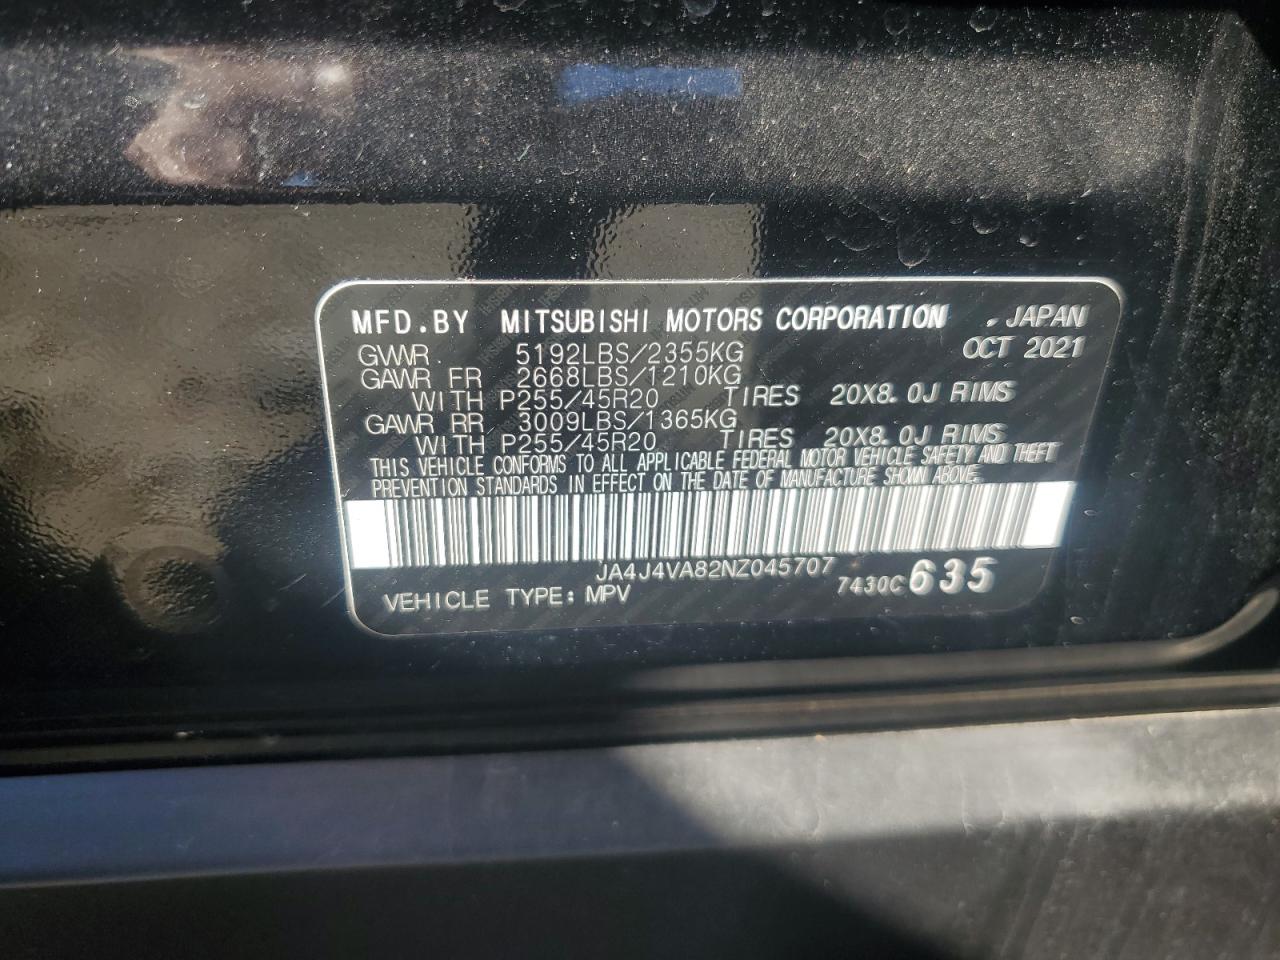 MFD.BY MITSUBISHI MOTORS CORPORATION JAPAN
GVWR 5192LBS/2355KG OCT 2021
GAWR FR 2668LBS/1210KG
WITH P255/45R20 TIRES 20X8.0J RIMS
GAWR RR 3009LBS/1365KG
WITH P255/45R20 TIRES 20X8.0J RIMS
THIS VEHICLE CONFORMS TO ALL APPLICABLE FEDERAL MOTOR VEHICLE SAFETY AND THEFT
PREVENTION STANDARDS IN EFFECT ON THE DATE OF MANUFACTURE SHOWN ABOVE.
JA4J4VA82NZ045707
VEHICLE TYPE: MPV 7430C635